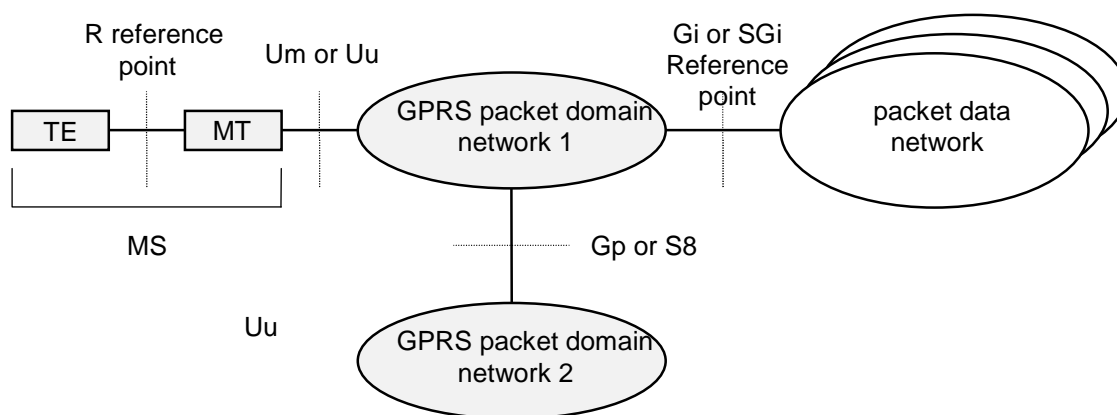 R reference
point
Um or Uu
Gi or SGi
Reference
point
TE
MT
GPRS packet domain
network 1
packet data
network
MS
Gp or S8
Uu
GPRS packet domain
network 2